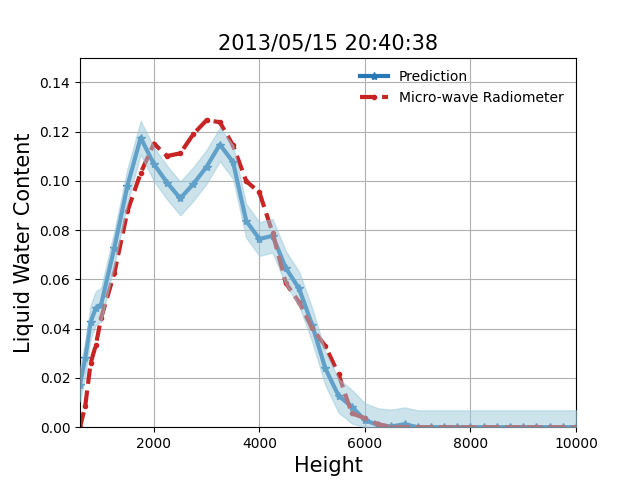 2013/05/15 20:40:38
Prediction
Micro-wave Radiometer
Liquid Water Content
0.14
0.12
0.10
0.08
0.06
0.04
0.02
0.00
2000 4000 6000 8000 10000
Height